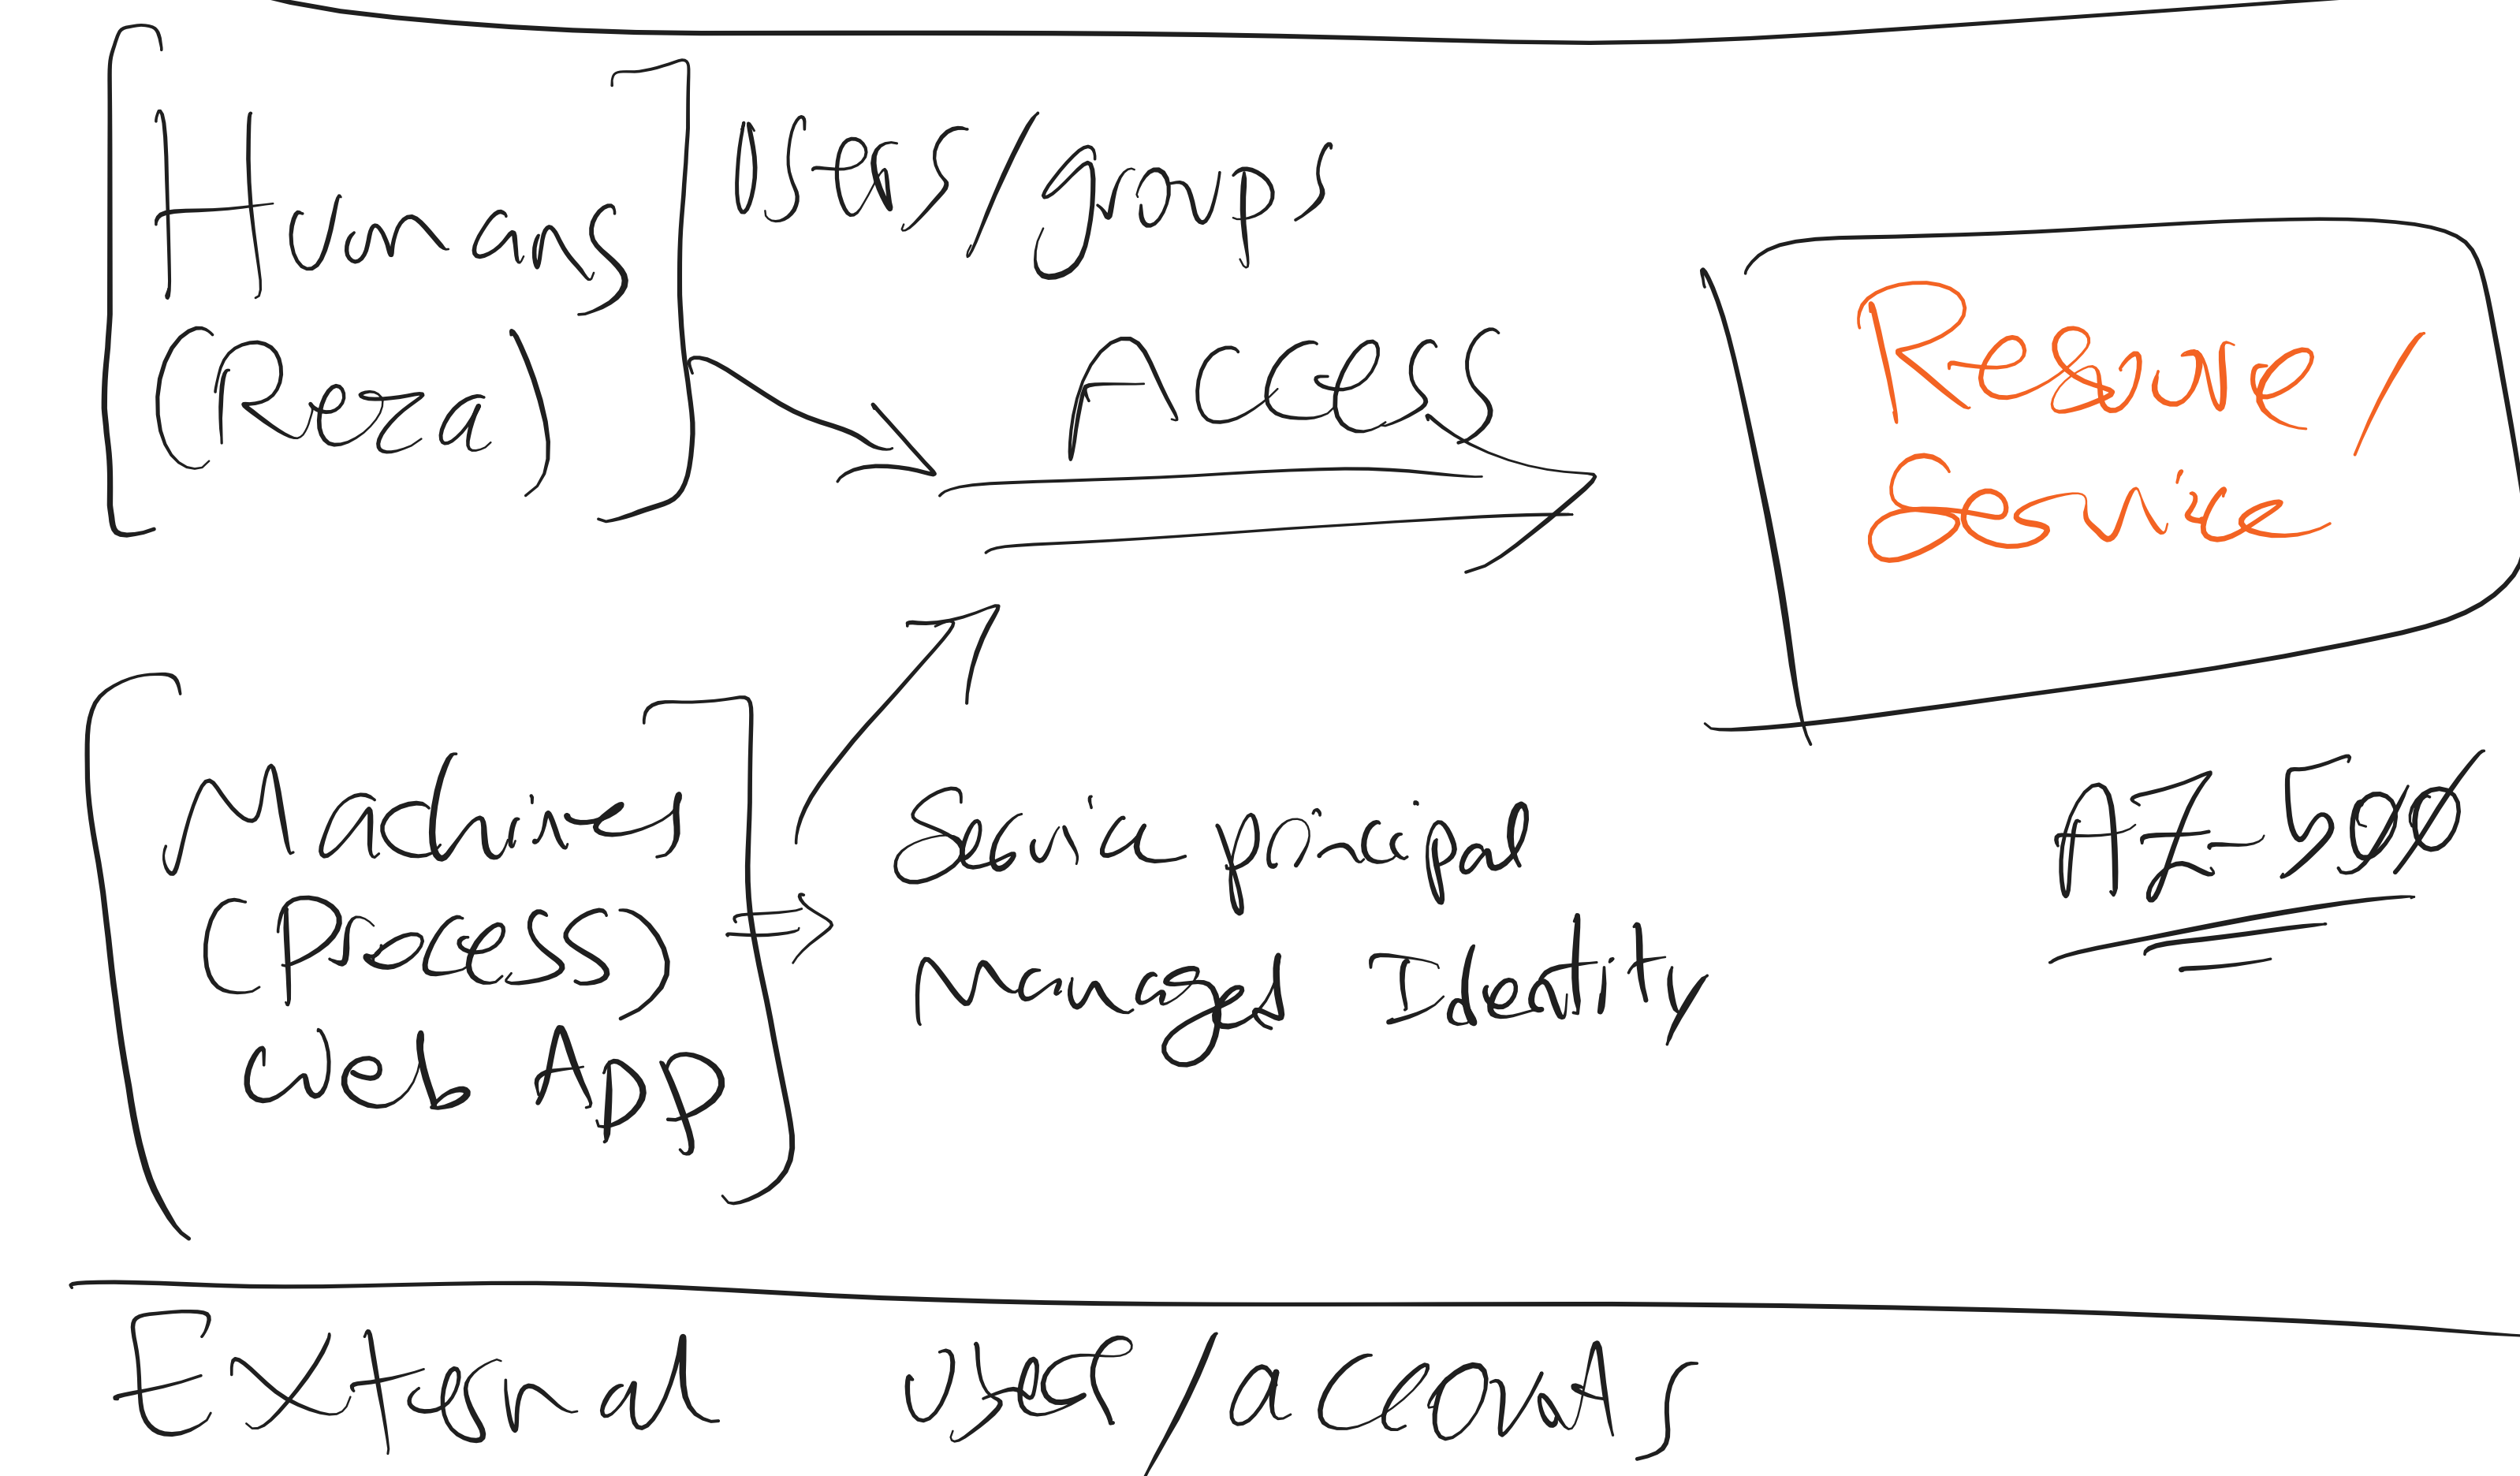 Humans
(Reza)
Users/groups
Access
Resource/
Service
Machines
(Process)
Web App
Service principal
Managed Identity
AZ-500
External user/accounts